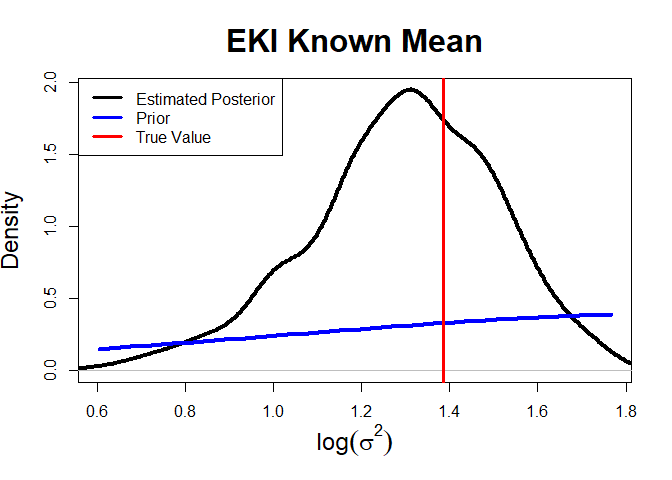 EKI Known Mean
Estimated Posterior
Prior
True Value
Density
2.0
1.5
1.0
0.5
0.0
0.6 0.8 1.0 1.2 1.4 1.6 1.8
log(σ²)